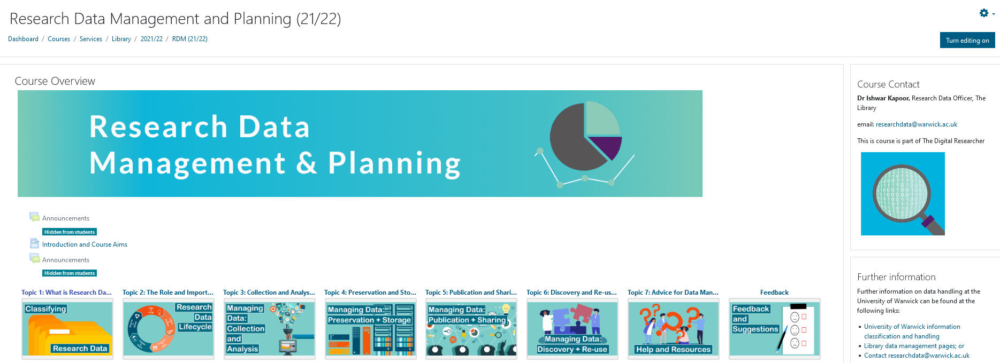 Research Data Management and Planning (21/22)
Dashboard / Courses / Services / Library / 2021/22 / RDM (21/22)
Turn editing on
Course Overview
Research Data
Management & Planning
Announcements
Hidden from students
Introduction and Course Aims
Announcements
Hidden from students
Topic 1: What is Research Da...
Classifying
Research Data
Topic 2: The Role and Import...
Research
Data
Lifecycle
Topic 3: Collection and Analys...
Managing
Data:
Collection
and
Analysis
Topic 4: Preservation and Sto...
Managing Data:
Preservation + Storage
Topic 5: Publication and Shari...
Managing Data:
Publication + Sharing
Topic 6: Discovery and Re-us...
Managing Data:
Discovery + Re-use
Topic 7: Advice for Data Man...
Help and Resources
Feedback
Feedback
and
Suggestions
Course Contact
Dr Ishwar Kapoor, Research Data Officer, The
Library
email: researchdata@warwick.ac.uk
This is course is part of The Digital Researcher
Further information
Further information on data handling at the
University of Warwick can be found at the
following links:
• University of Warwick information
classification and handling
• Library data management pages; or
• Contact researchdata@warwick.ac.uk